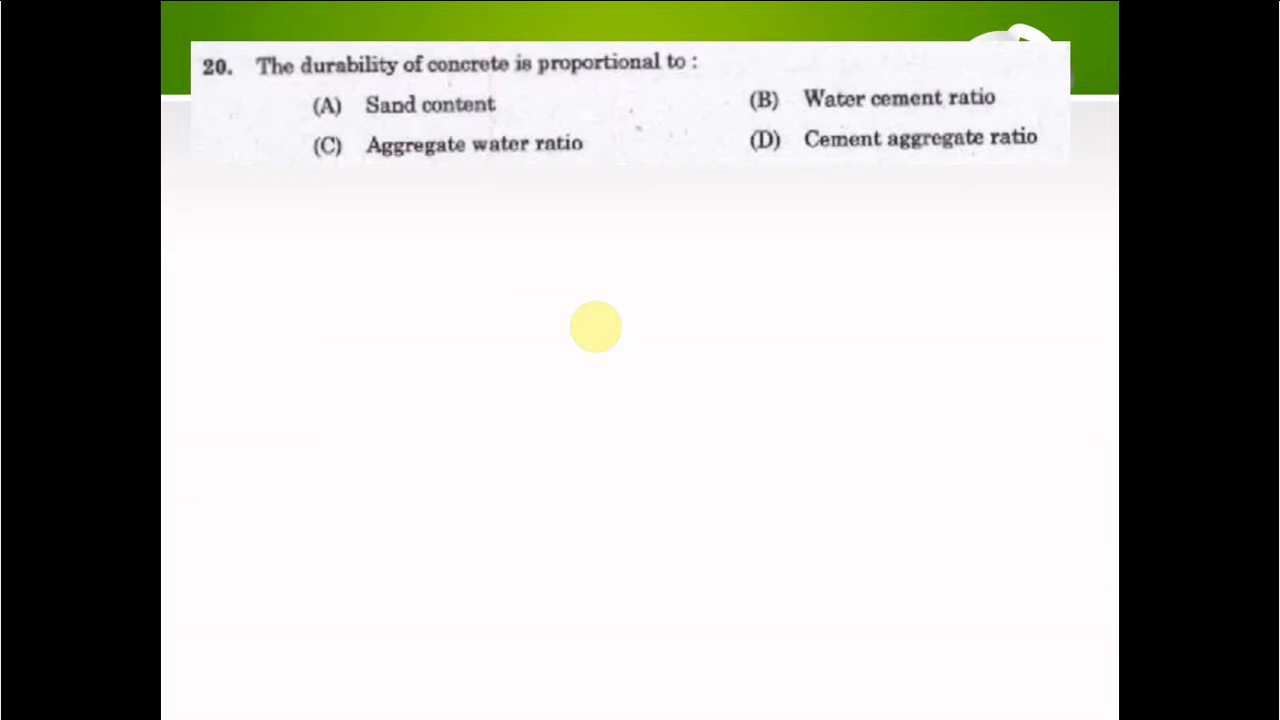 20. The durability of concrete is proportional to :
(A) Sand content (B) Water cement ratio
(C) Aggregate water ratio (D) Cement aggregate ratio